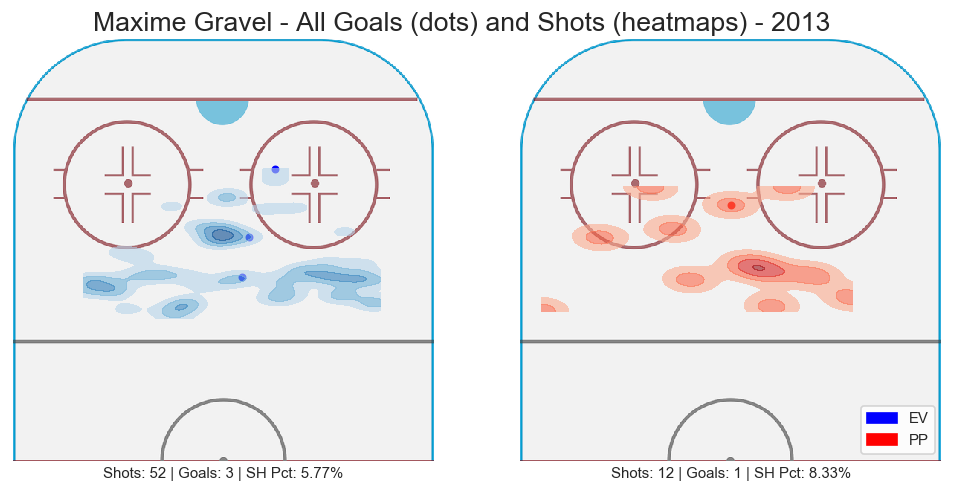 Maxime Gravel - All Goals (dots) and Shots (heatmaps) - 2013
EV
PP
Shots: 52 | Goals: 3 | SH Pct: 5.77%
Shots: 12 | Goals: 1 | SH Pct: 8.33%